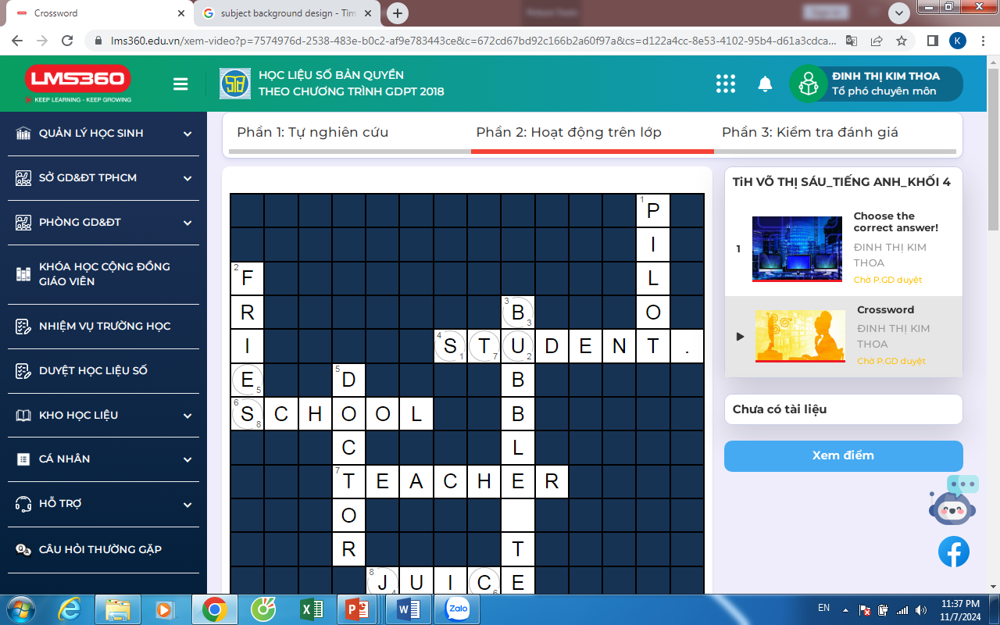 Crossword
subject background design - Tim
lms360.edu.vn/xem-video?p=7574976d-2538-483e-b0c2-af9e783443ce&c=672cd67bd92c166b2a60f97a&cs=d122a4cc-8e53-4102-95b4-d61a3cdca...
K
LMS360
KEEP LEARNING - KEEP GROWING
HỌC LIỆU SỐ BẢN QUYỀN
THEO CHƯƠNG TRÌNH GDPT 2018
ĐINH THỊ KIM THOA
Tổ phó chuyên môn
QUẢN LÝ HỌC SINH
SỞ GD&ĐT TPHCM
PHÒNG GD&ĐT
KHÓA HỌC CỘNG ĐỒNG
GIÁO VIÊN
NHIỆM VỤ TRƯỜNG HỌC
DUYỆT HỌC LIỆU SỐ
KHO HỌC LIỆU
CÁ NHÂN
HỖ TRỢ
CÂU HỎI THƯỜNG GẶP
Phần 1: Tự nghiên cứu
Phần 2: Hoạt động trên lớp
Phần 3: Kiểm tra đánh giá
1 P
I
2 F L
R 3 B 3 O
I 4 S 1 T 7 U 2 D E N T .
E 5 5 D B
6 S 8 C H O O L B
C L
7 T E A C H E R
O
R T
8 J U I C E
TiH VÕ THỊ SÁU_TIẾNG ANH_KHỐI 4
1
Choose the
correct answer!
ĐINH THỊ KIM
THOA
Chờ P.GD duyệt
Crossword
ĐINH THỊ KIM
THOA
Chờ P.GD duyệt
Chưa có tài liệu
Xem điểm
Zalo
EN
11:37 PM
11/7/2024